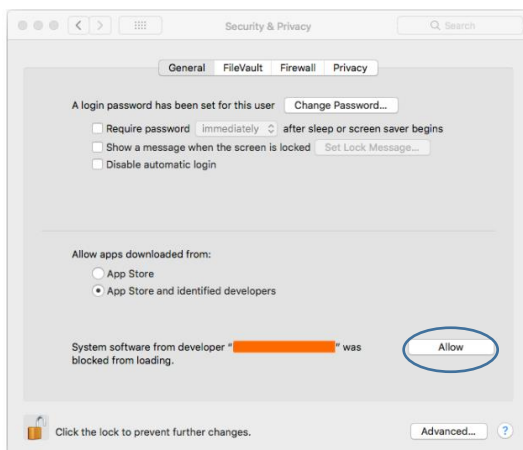 Security & Privacy
Search
General FileVault Firewall Privacy
A login password has been set for this user Change Password...
Require password immediately after sleep or screen saver begins
Show a message when the screen is locked Set Lock Message...
Disable automatic login
Allow apps downloaded from:
App Store
App Store and identified developers
System software from developer “ ” was Allow
blocked from loading.
Click the lock to prevent further changes. Advanced... ?